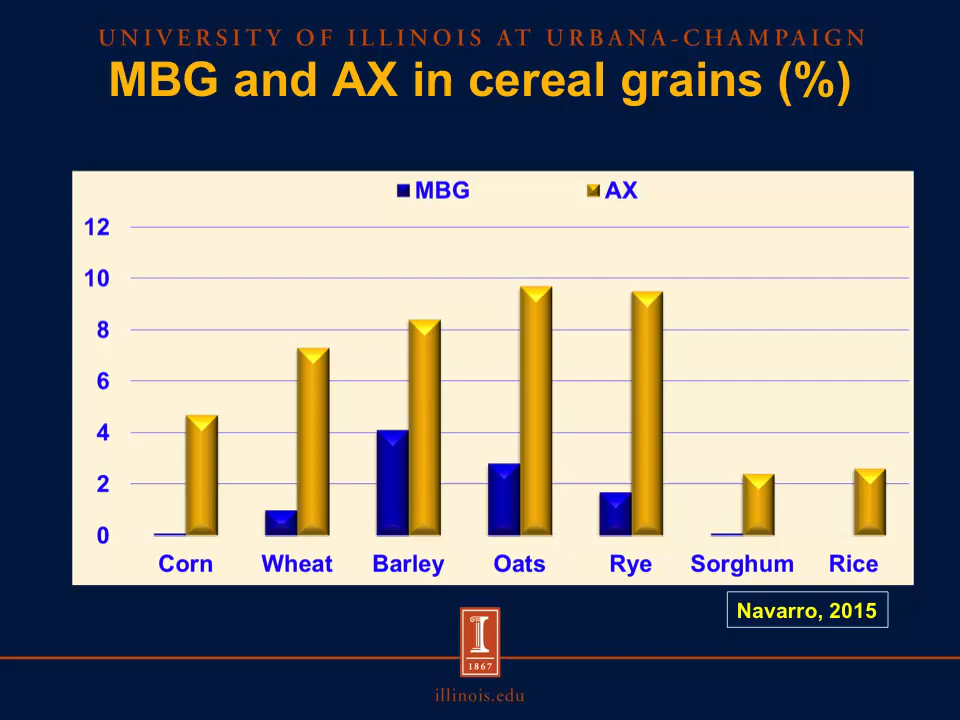 UNIVERSITY OF ILLINOIS AT URBANA-CHAMPAIGN
MBG and AX in cereal grains (%)
MBG AX
12
10
8
6
4
2
0
Corn Wheat Barley Oats Rye Sorghum Rice
Navarro, 2015
I
1867
illinois.edu